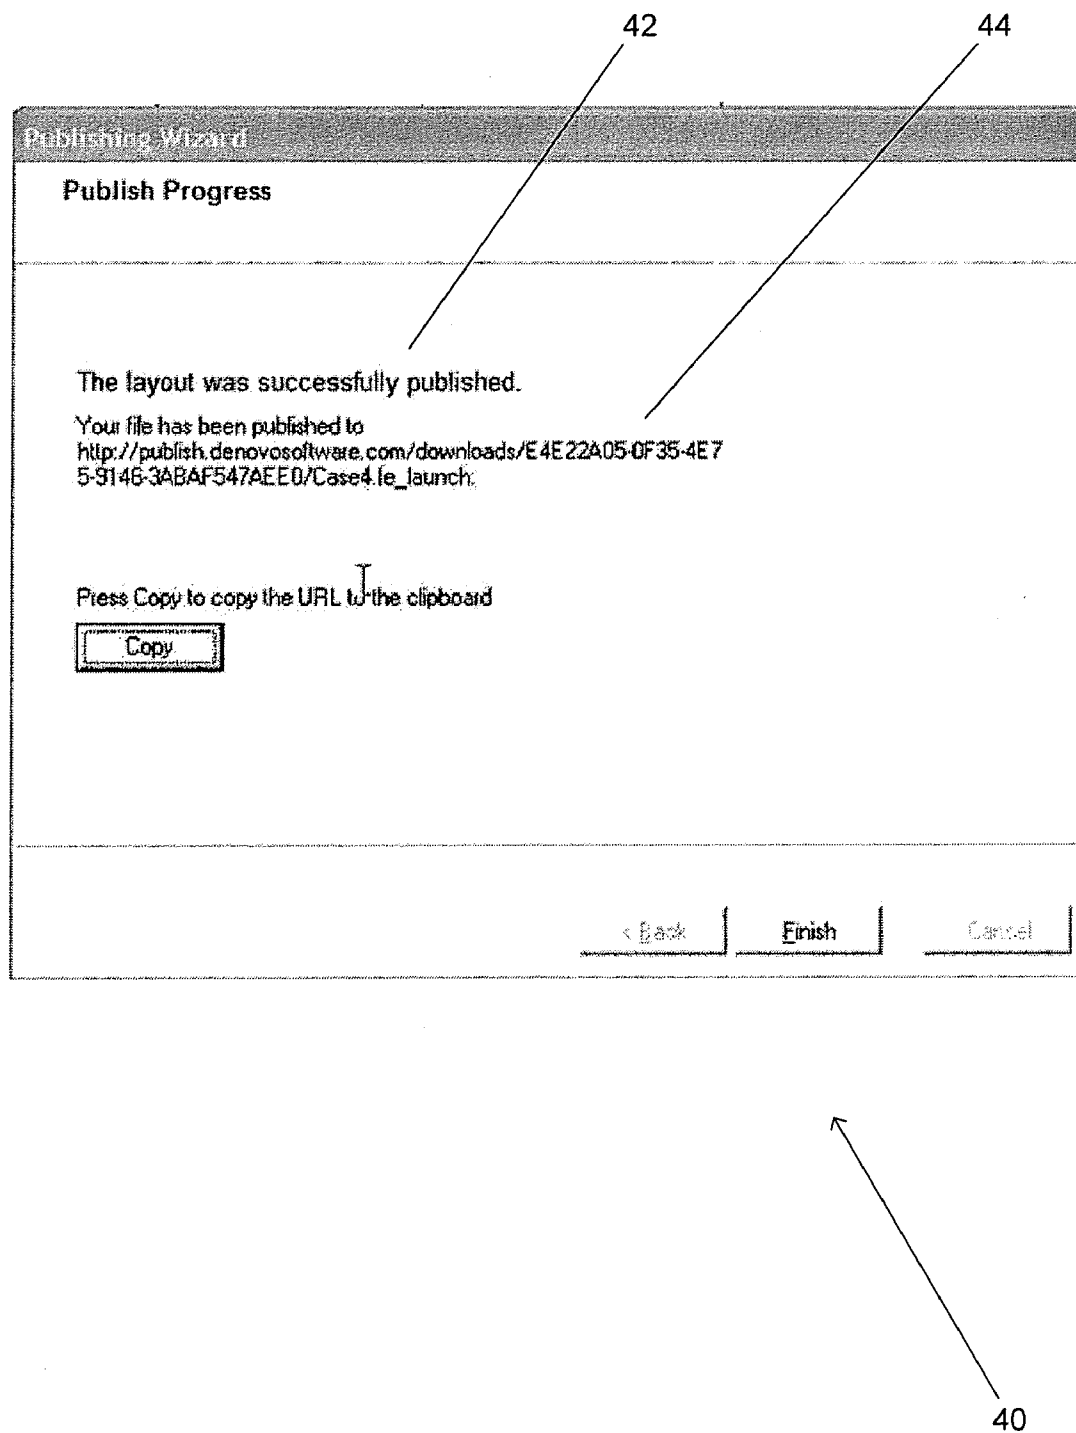 42
44
Publishing Wizard
Publish Progress
The layout was successfully published.
Your file has been published to
http://publish.denovosoftware.com/downloads/E4E22A05-0F35-4E7
5-9146-3ABAF547AEE0/Case4.fe_launch.
Press Copy to copy the URL to the clipboard
Copy
< Back
Finish
Cancel
40